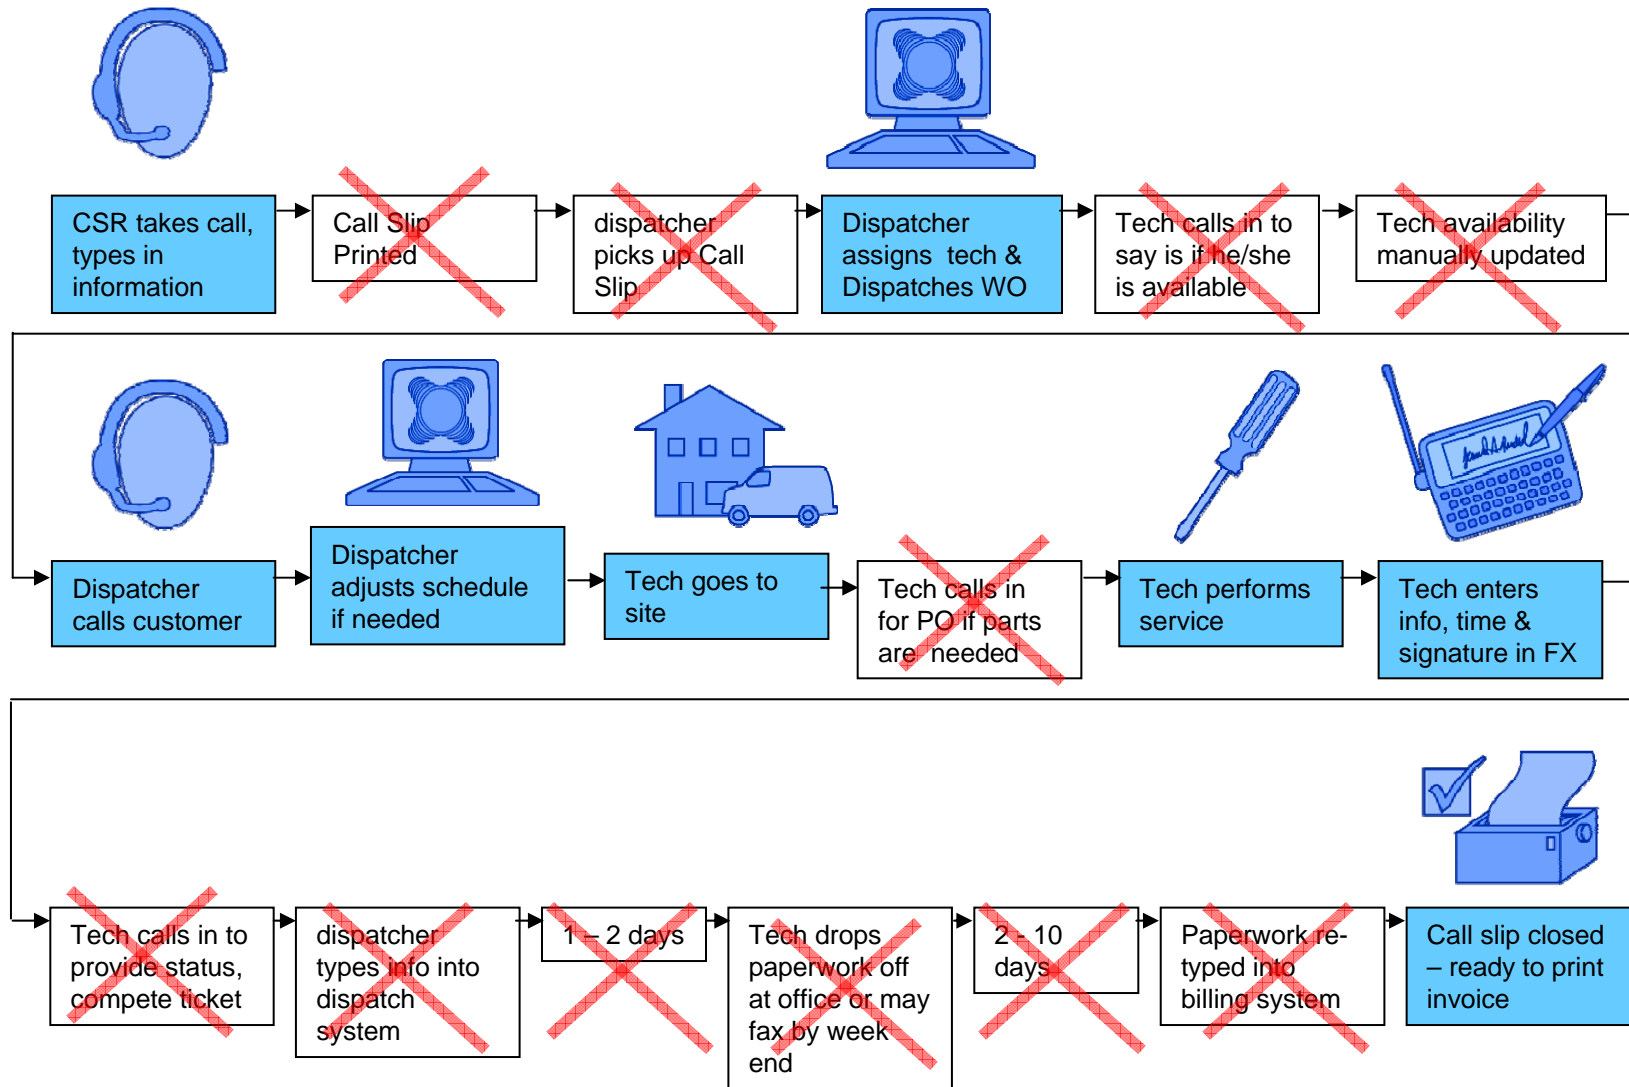 CSR takes call,
types in
information
Call Slip
Printed
dispatcher
picks up Call
Slip
Dispatcher
assigns tech &
Dispatches WO
Tech calls in to
say is if he/she
is available
Tech availability
manually updated
Dispatcher
calls customer
Dispatcher
adjusts schedule
if needed
Tech goes to
site
Tech calls in
for PO if parts
are needed
Tech performs
service
Tech enters
info, time &
signature in FX
Tech calls in to
provide status,
compete ticket
dispatcher
types info into
dispatch
system
1 – 2 days
Tech drops
paperwork off
at office or may
fax by week
end
2 - 10
days
Paperwork re-
typed into
billing system
Call slip closed
– ready to print
invoice